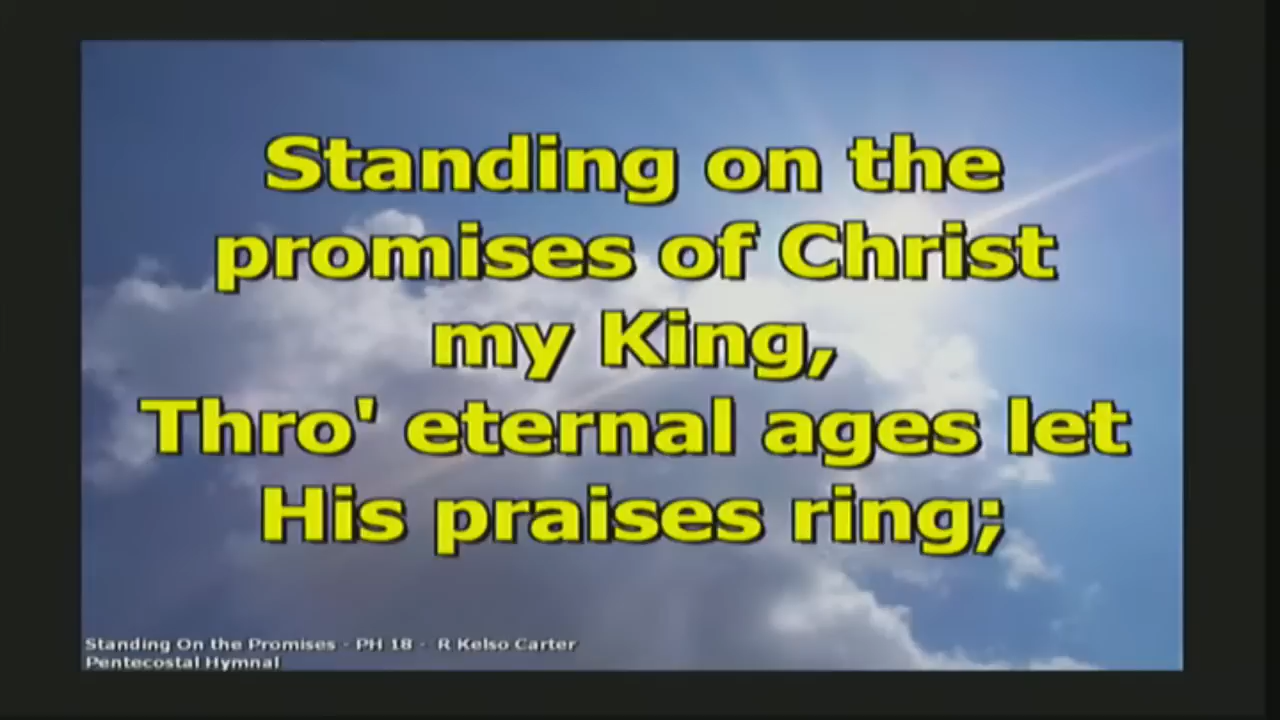 Standing on the
promises of Christ
my King,
Thro' eternal ages let
His praises ring;
Standing On the Promises - PH 18 - R Kelso Carter
Pentecostal Hymnal